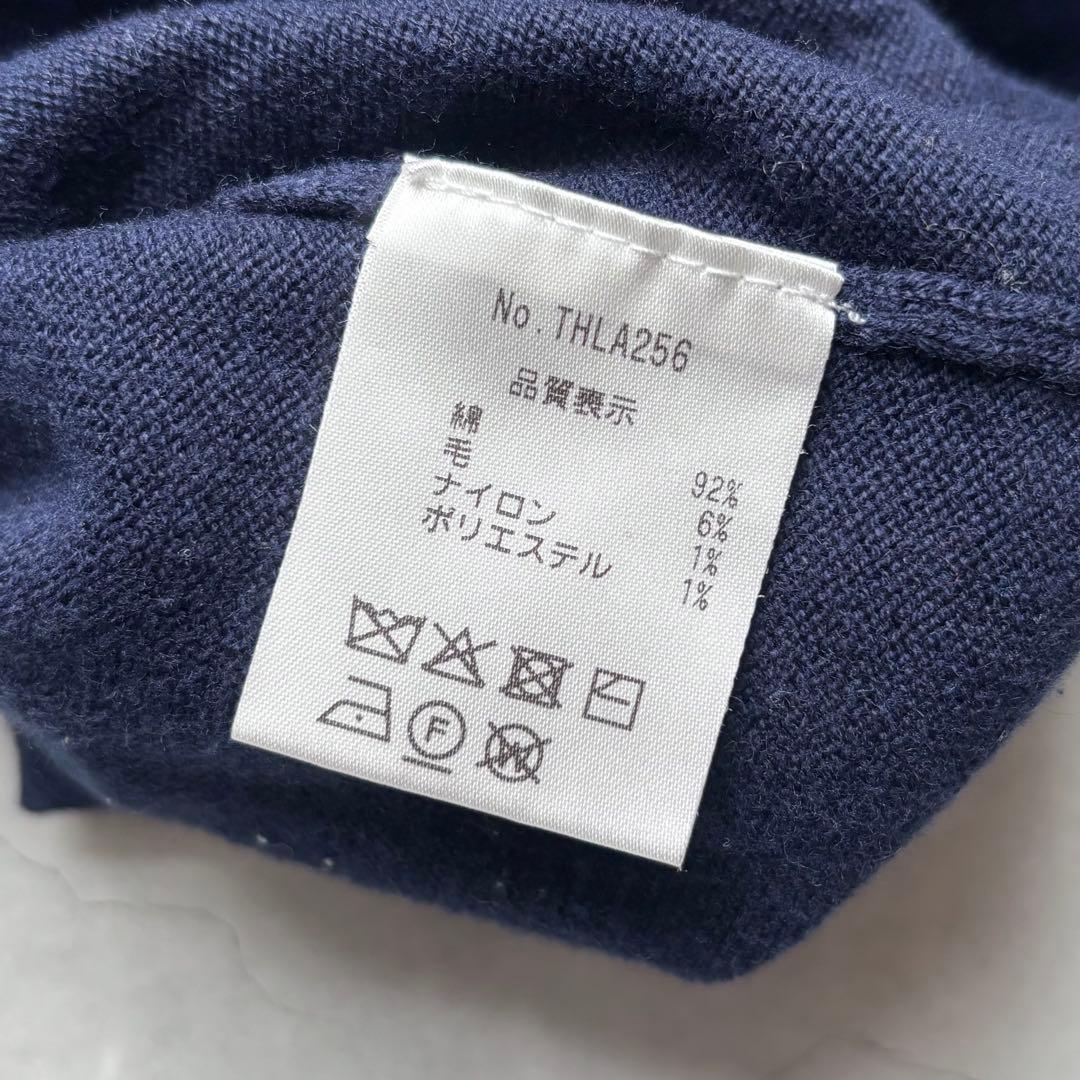 No.THLA256
品質表示
綿 92%
毛 6%
ナイロン 1%
ポリエステル 1%
F
W